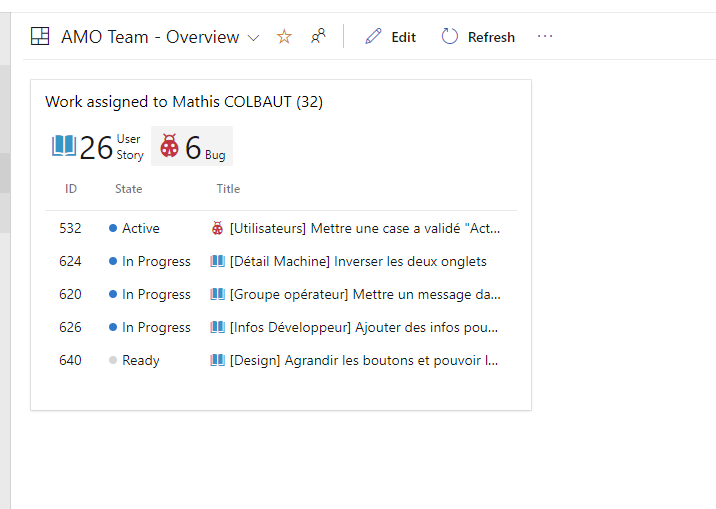 AMO Team - Overview Edit Refresh ...
Work assigned to Mathis COLBAUT (32)
26 User Story 6 Bug
ID State Title
532 Active [Utilisateurs] Mettre une case a validé "Act...
624 In Progress [Détail Machine] Inverser les deux onglets
620 In Progress [Groupe opérateur] Mettre un message da...
626 In Progress [Infos Développeur] Ajouter des infos pou...
640 Ready [Design] Agrandir les boutons et pouvoir l...